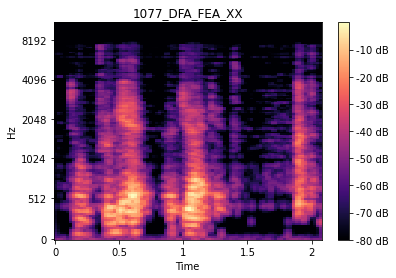 1077_DFA_FEA_XX
8192
4096
2048
1024
512
0
Hz
0
0.5
1
1.5
2
Time
-10 dB
-20 dB
-30 dB
-40 dB
-50 dB
-60 dB
-70 dB
-80 dB